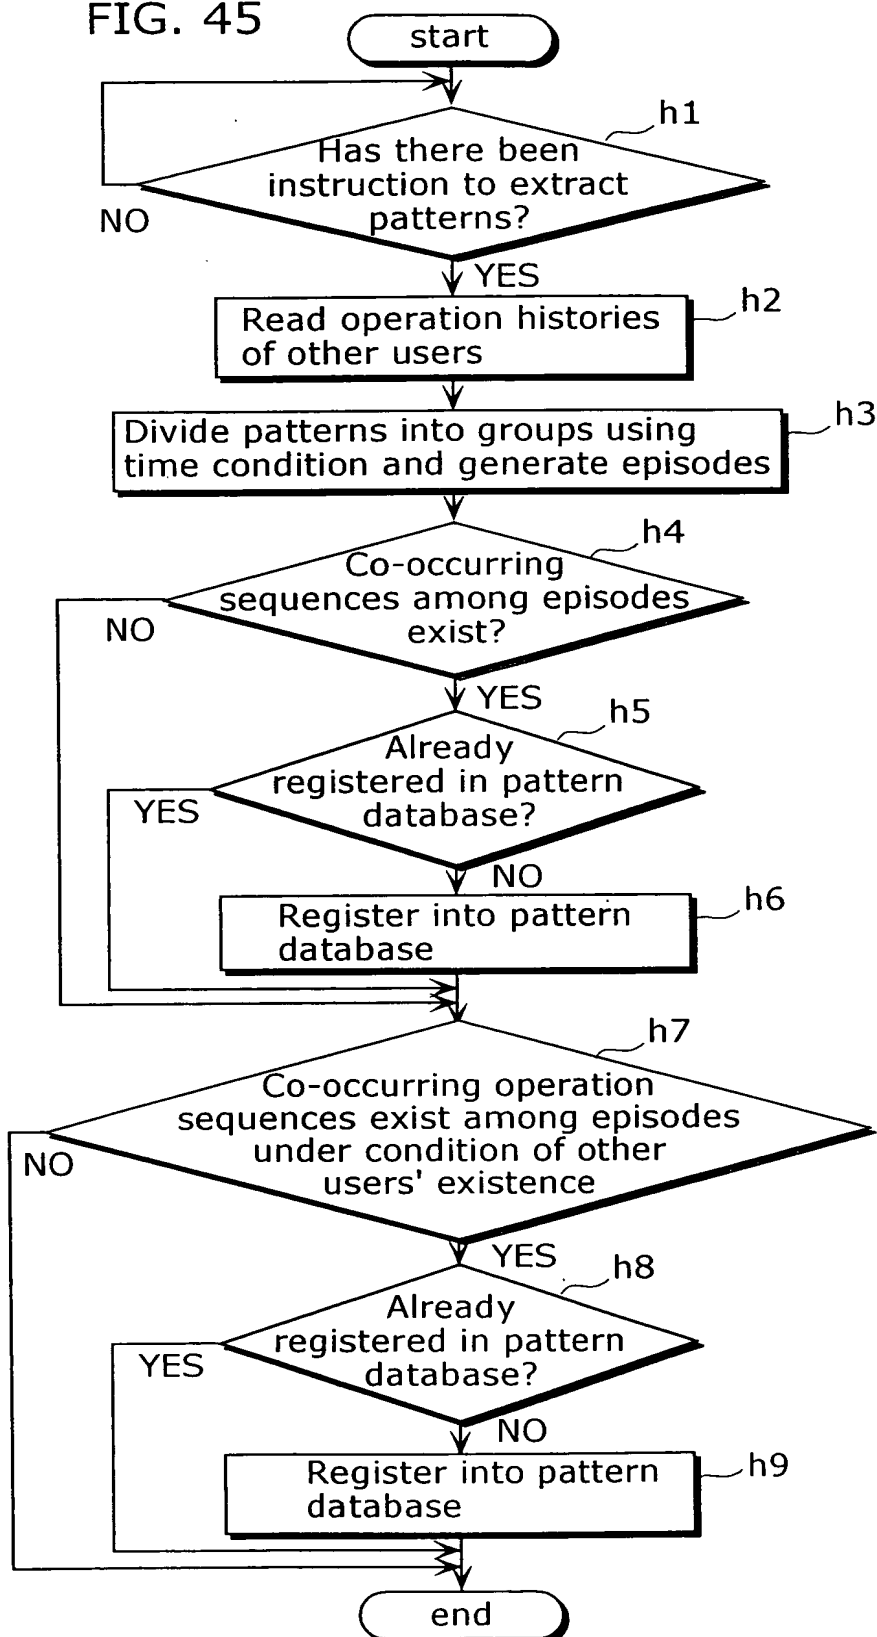 FIG. 45
start
h1
Has there been
instruction to extract
patterns?
NO
YES
h2
Read operation histories
of other users
h3
Divide patterns into groups using
time condition and generate episodes
h4
Co-occurring
sequences among episodes
exist?
NO
YES
h5
Already
registered in pattern
database?
YES
NO
h6
Register into pattern
database
h7
Co-occurring operation
sequences exist among episodes
under condition of other
users' existence
NO
YES
h8
Already
registered in pattern
database?
YES
NO
h9
Register into pattern
database
end